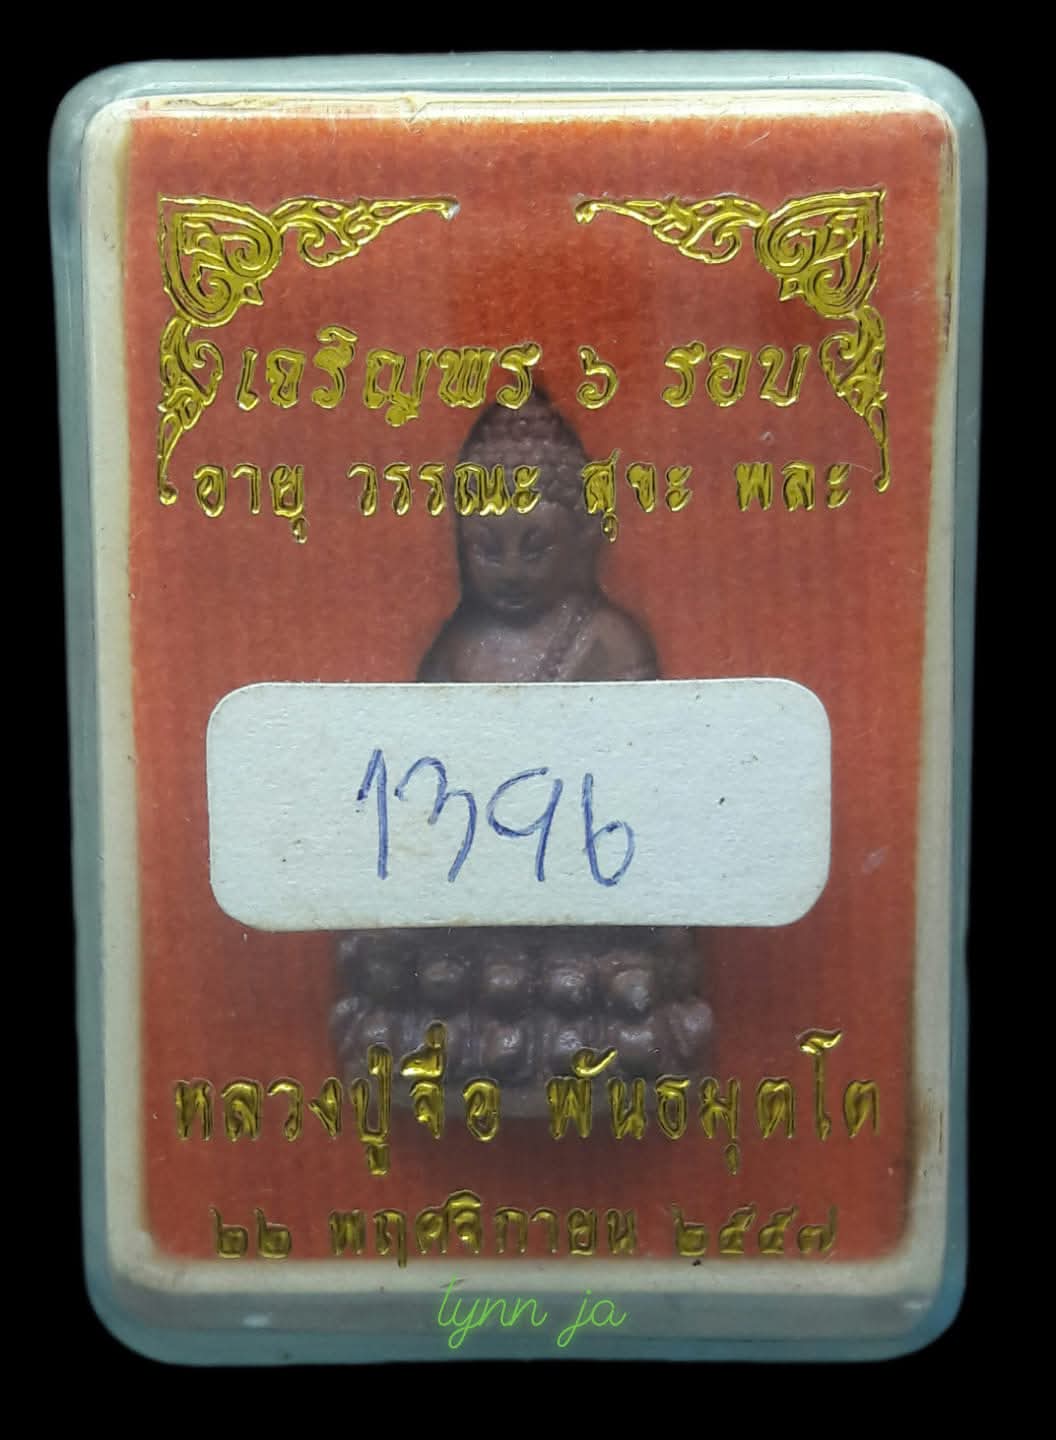 เจริญพร ๖ รอบ
อายุ วรรณะ สุขะ พละ
1396
หลวงปู่จื่อ พันธมุตโต
๒๒ พฤศจิกายน ๒๕๕๗
lynn ja